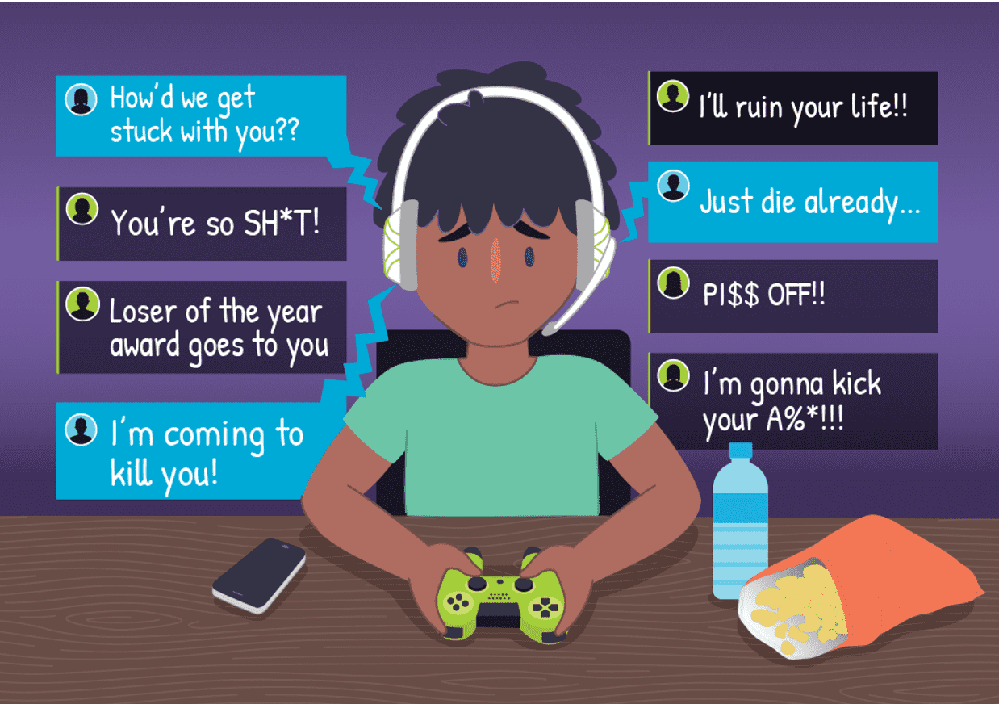 How'd we get
stuck with you??
You're so SH*T!
Loser of the year
award goes to you
I'm coming to
kill you!
I'll ruin your life!!
Just die already...
PI$$ OFF!!
I'm gonna kick
your A%*!!!